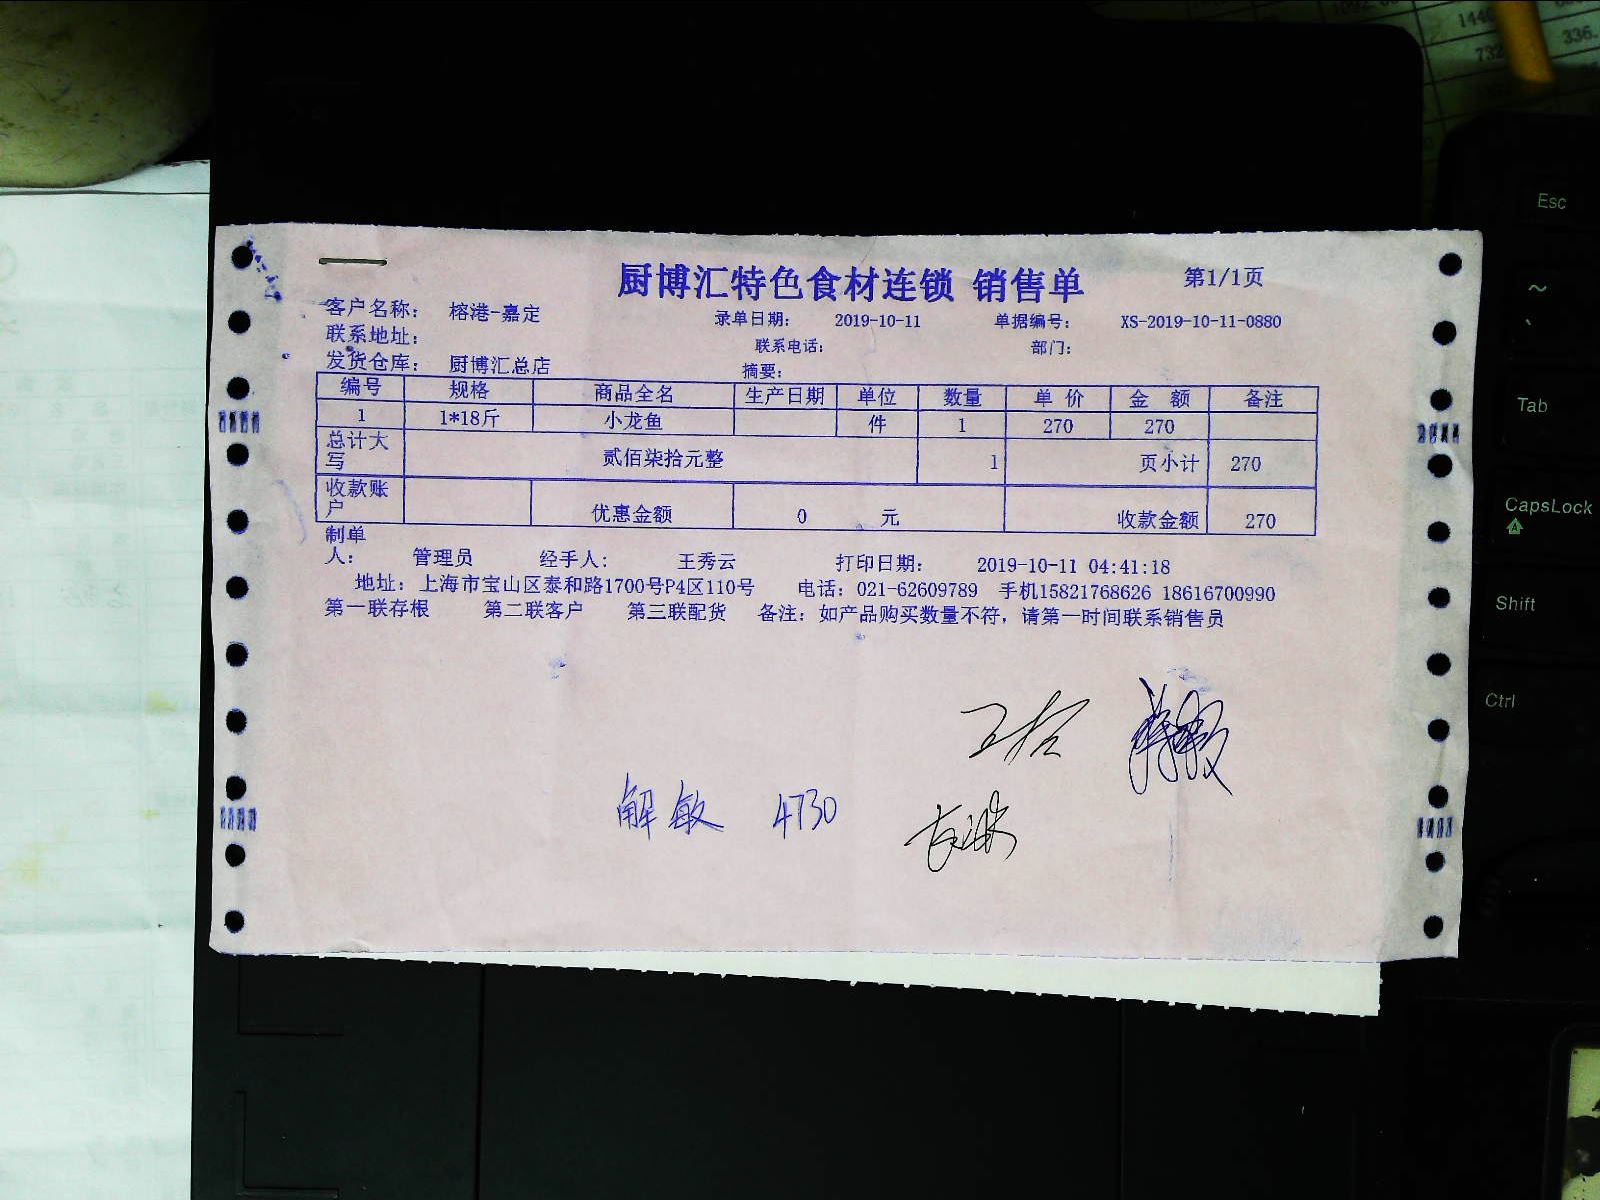 厨博汇特色食材连锁 销售单 第1/1页
客户名称： 榕港-嘉定 录单日期： 2019-10-11 单据编号： XS-2019-10-11-0880
联系地址： 联系电话： 部门：
发货仓库： 厨博汇总店 摘要：
编号 规格 商品全名 生产日期 单位 数量 单 价 金 额 备注
1 1*18斤 小龙鱼 件 1 270 270
总计大写 贰佰柒拾元整 1 页小计 270
收款账户 优惠金额 0 元 收款金额 270
制单人： 管理员 经手人： 王秀云 打印日期： 2019-10-11 04:41:18
地址：上海市宝山区泰和路1700号P4区110号 电话：021-62609789 手机15821768626 18616700990
第一联存根 第二联客户 第三联配货 备注：如产品购买数量不符，请第一时间联系销售员
解敏 4730
Esc
~
Tab
CapsLock
A
Shift
Ctrl
336.